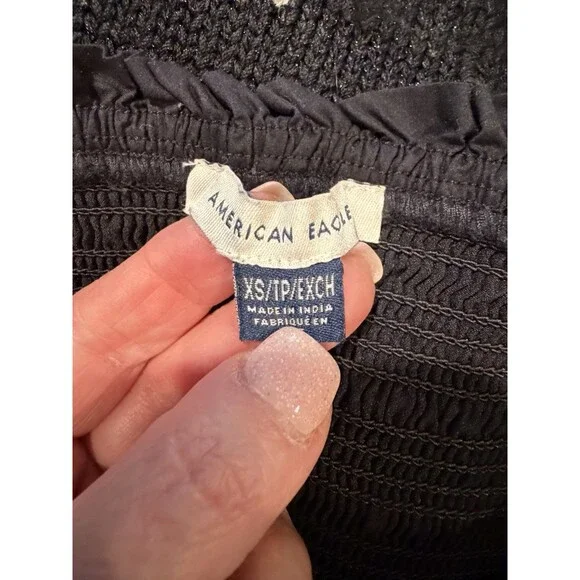 AMERICAN EAGLE
XS/TP/EXCH
MADE IN INDIA
FABRIQUÉ EN